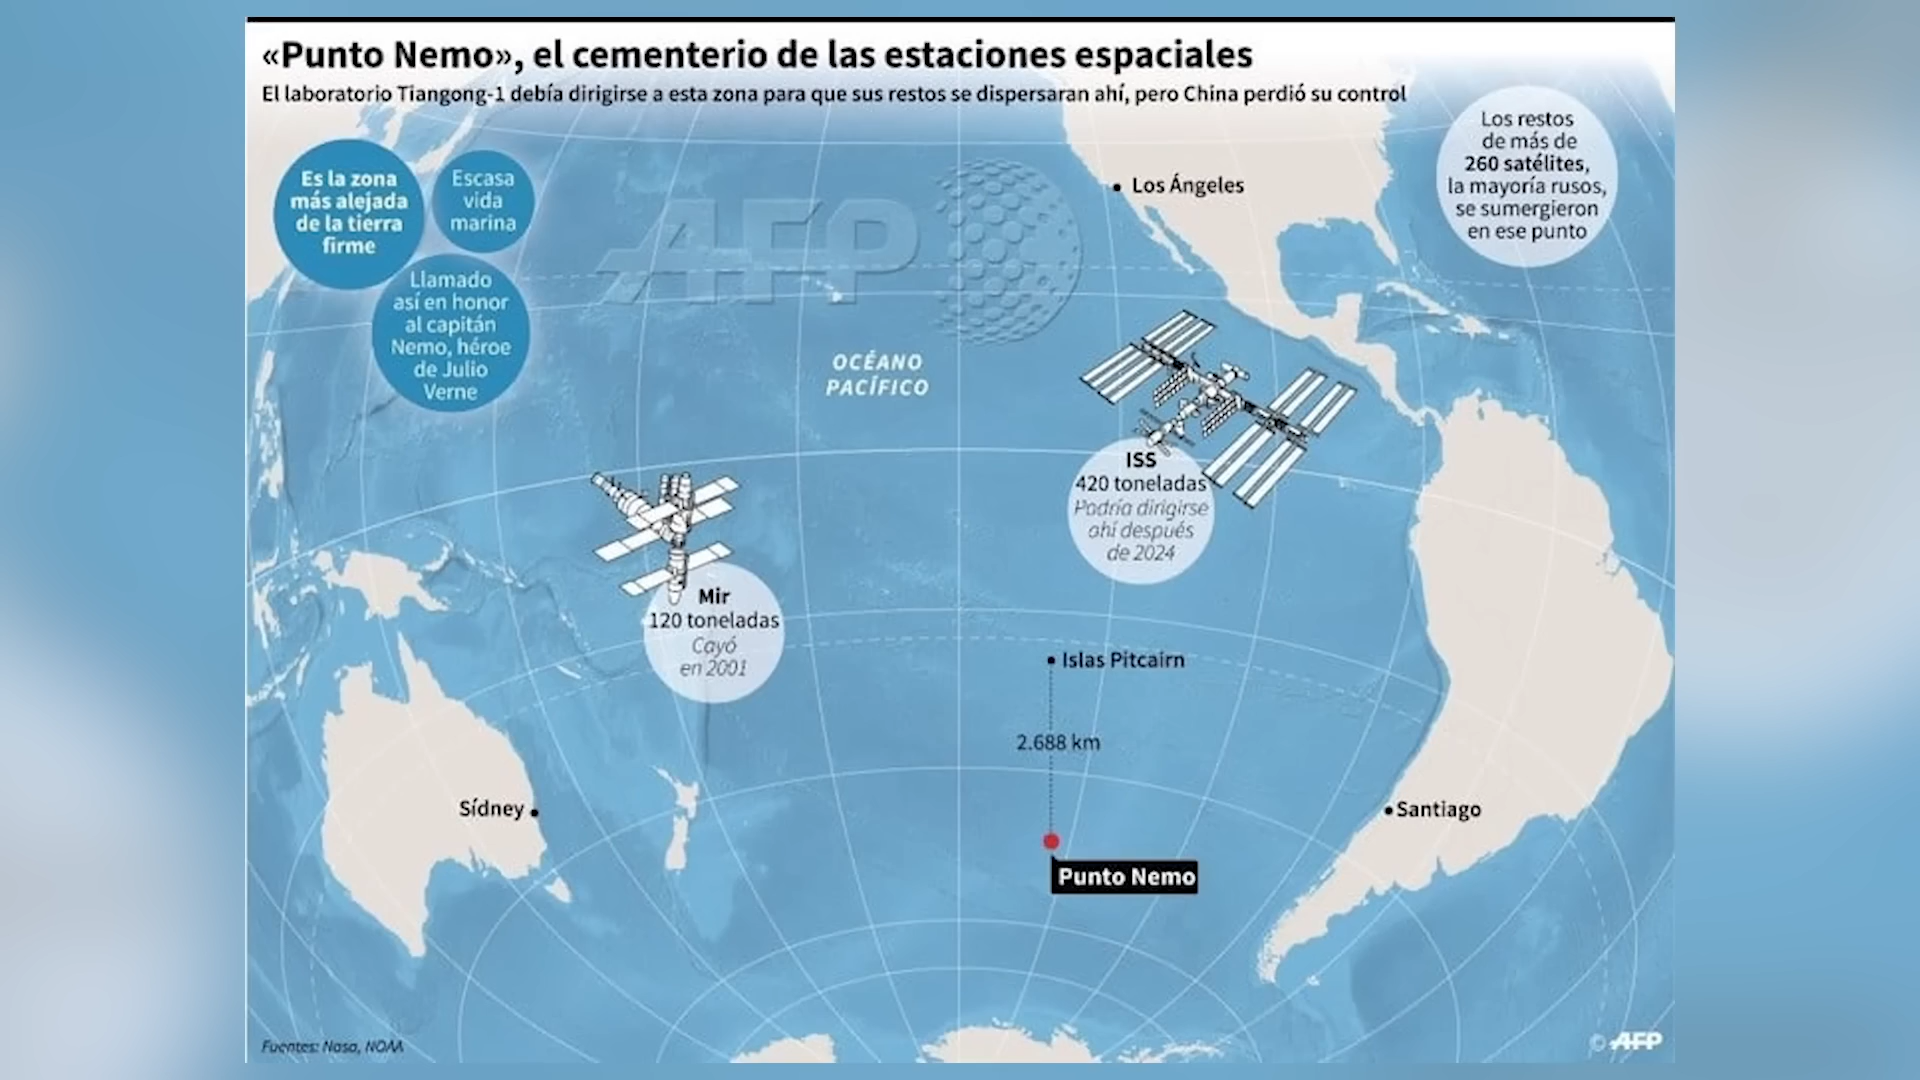 «Punto Nemo», el cementerio de las estaciones espaciales
El laboratorio Tiangong-1 debía dirigirse a esta zona para que sus restos se dispersaran ahí, pero China perdió su control
Es la zona
más alejada
de la tierra
firme
Escasa
vida
marina
Llamado
así en honor
al capitán
Nemo, héroe
de Julio
Verne
AFP
Los Ángeles
Los restos
de más de
260 satélites,
la mayoría rusos,
se sumergieron
en ese punto
OCÉANO
PACÍFICO
ISS
420 toneladas
Podría dirigirse
ahí después
de 2024
Mir
120 toneladas
Cayó
en 2001
Islas Pitcairn
2.688 km
Sídney
Santiago
Punto Nemo
Fuentes: Nasa, NOAA
© AFP